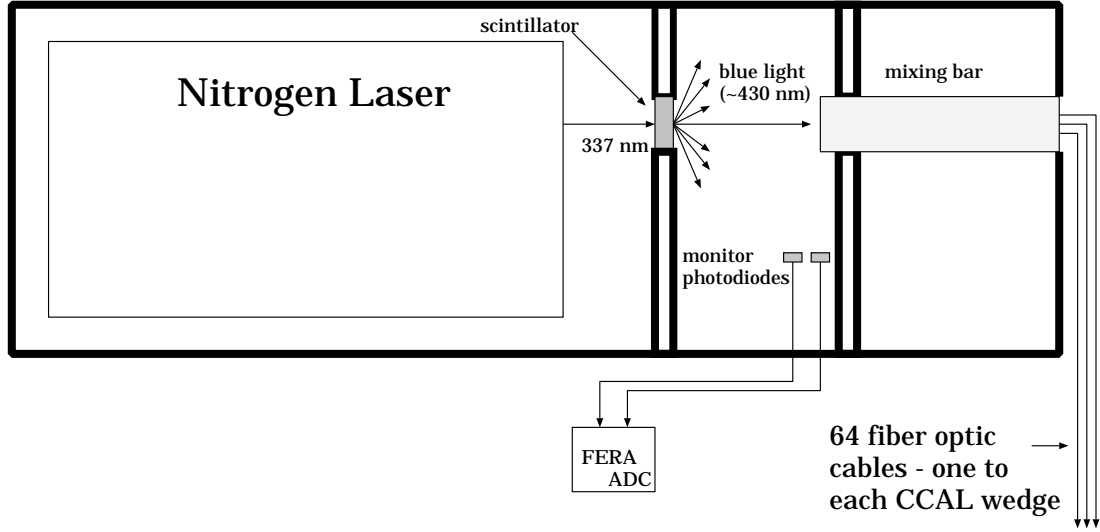 scintillator
Nitrogen Laser
337 nm
blue light
(~430 nm)
mixing bar
monitor
photodiodes
FERA
ADC
64 fiber optic
cables - one to
each CCAL wedge